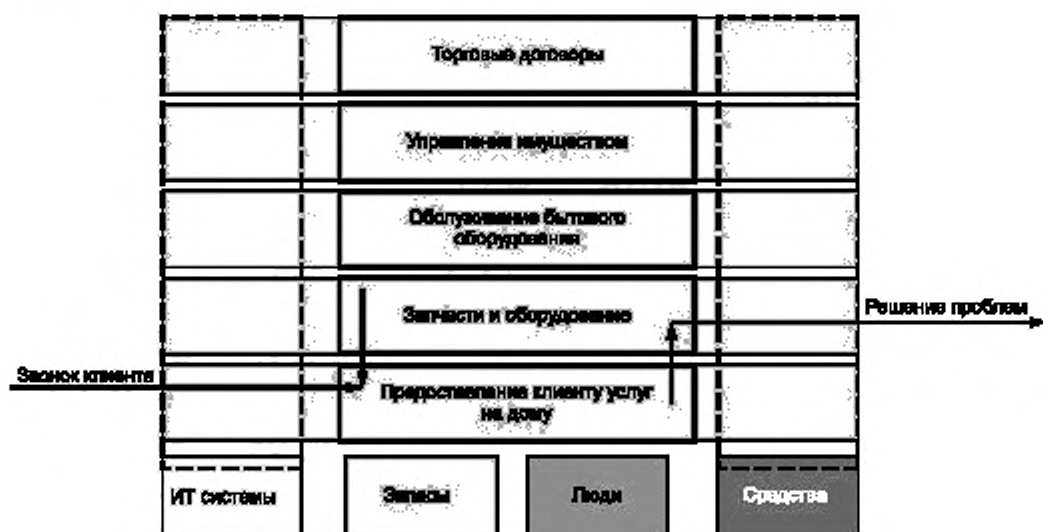 Торговые договоры
Управление имуществом
Обслуживание бытового
оборудования
Запчасти и оборудование
Решение проблем
Звонок клиента
Предоставление клиенту услуг
на дому
ИТ системы
Запасы
Люди
Средства